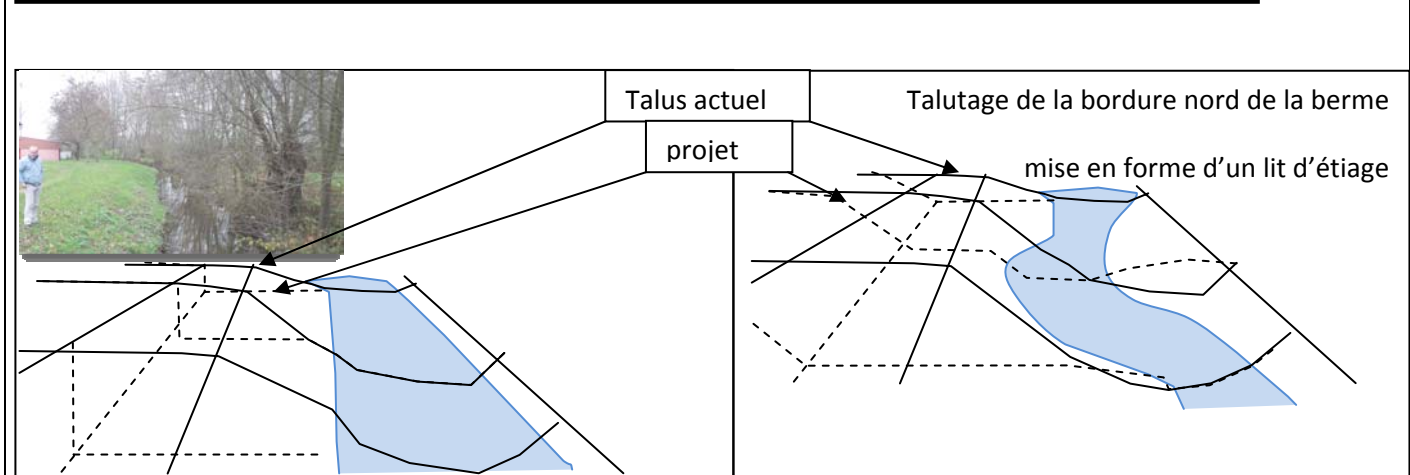 Talus actuel
projet
Talutage de la bordure nord de la berme
mise en forme d’un lit d’étiage